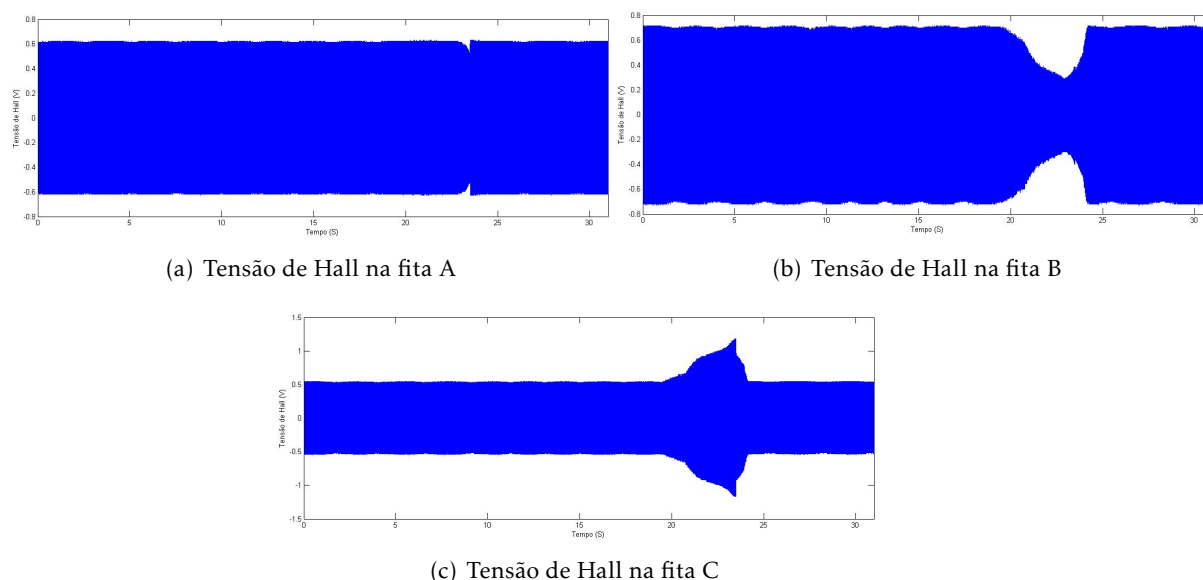 0.8
0.6
0.4
0.2
0
-0.2
-0.4
-0.6
-0.8
Tensão de Hall (V)
0 5 10 15 20 25 30
Tempo (S)
(a) Tensão de Hall na fita A
0.8
0.6
0.4
0.2
0
-0.2
-0.4
-0.6
-0.8
Tensão de Hall (V)
0 5 10 15 20 25 30
Tempo (S)
(b) Tensão de Hall na fita B
1.5
1
0.5
0
-0.5
-1
-1.5
Tensão de Hall (V)
0 5 10 15 20 25 30
Tempo (S)
(c) Tensão de Hall na fita C